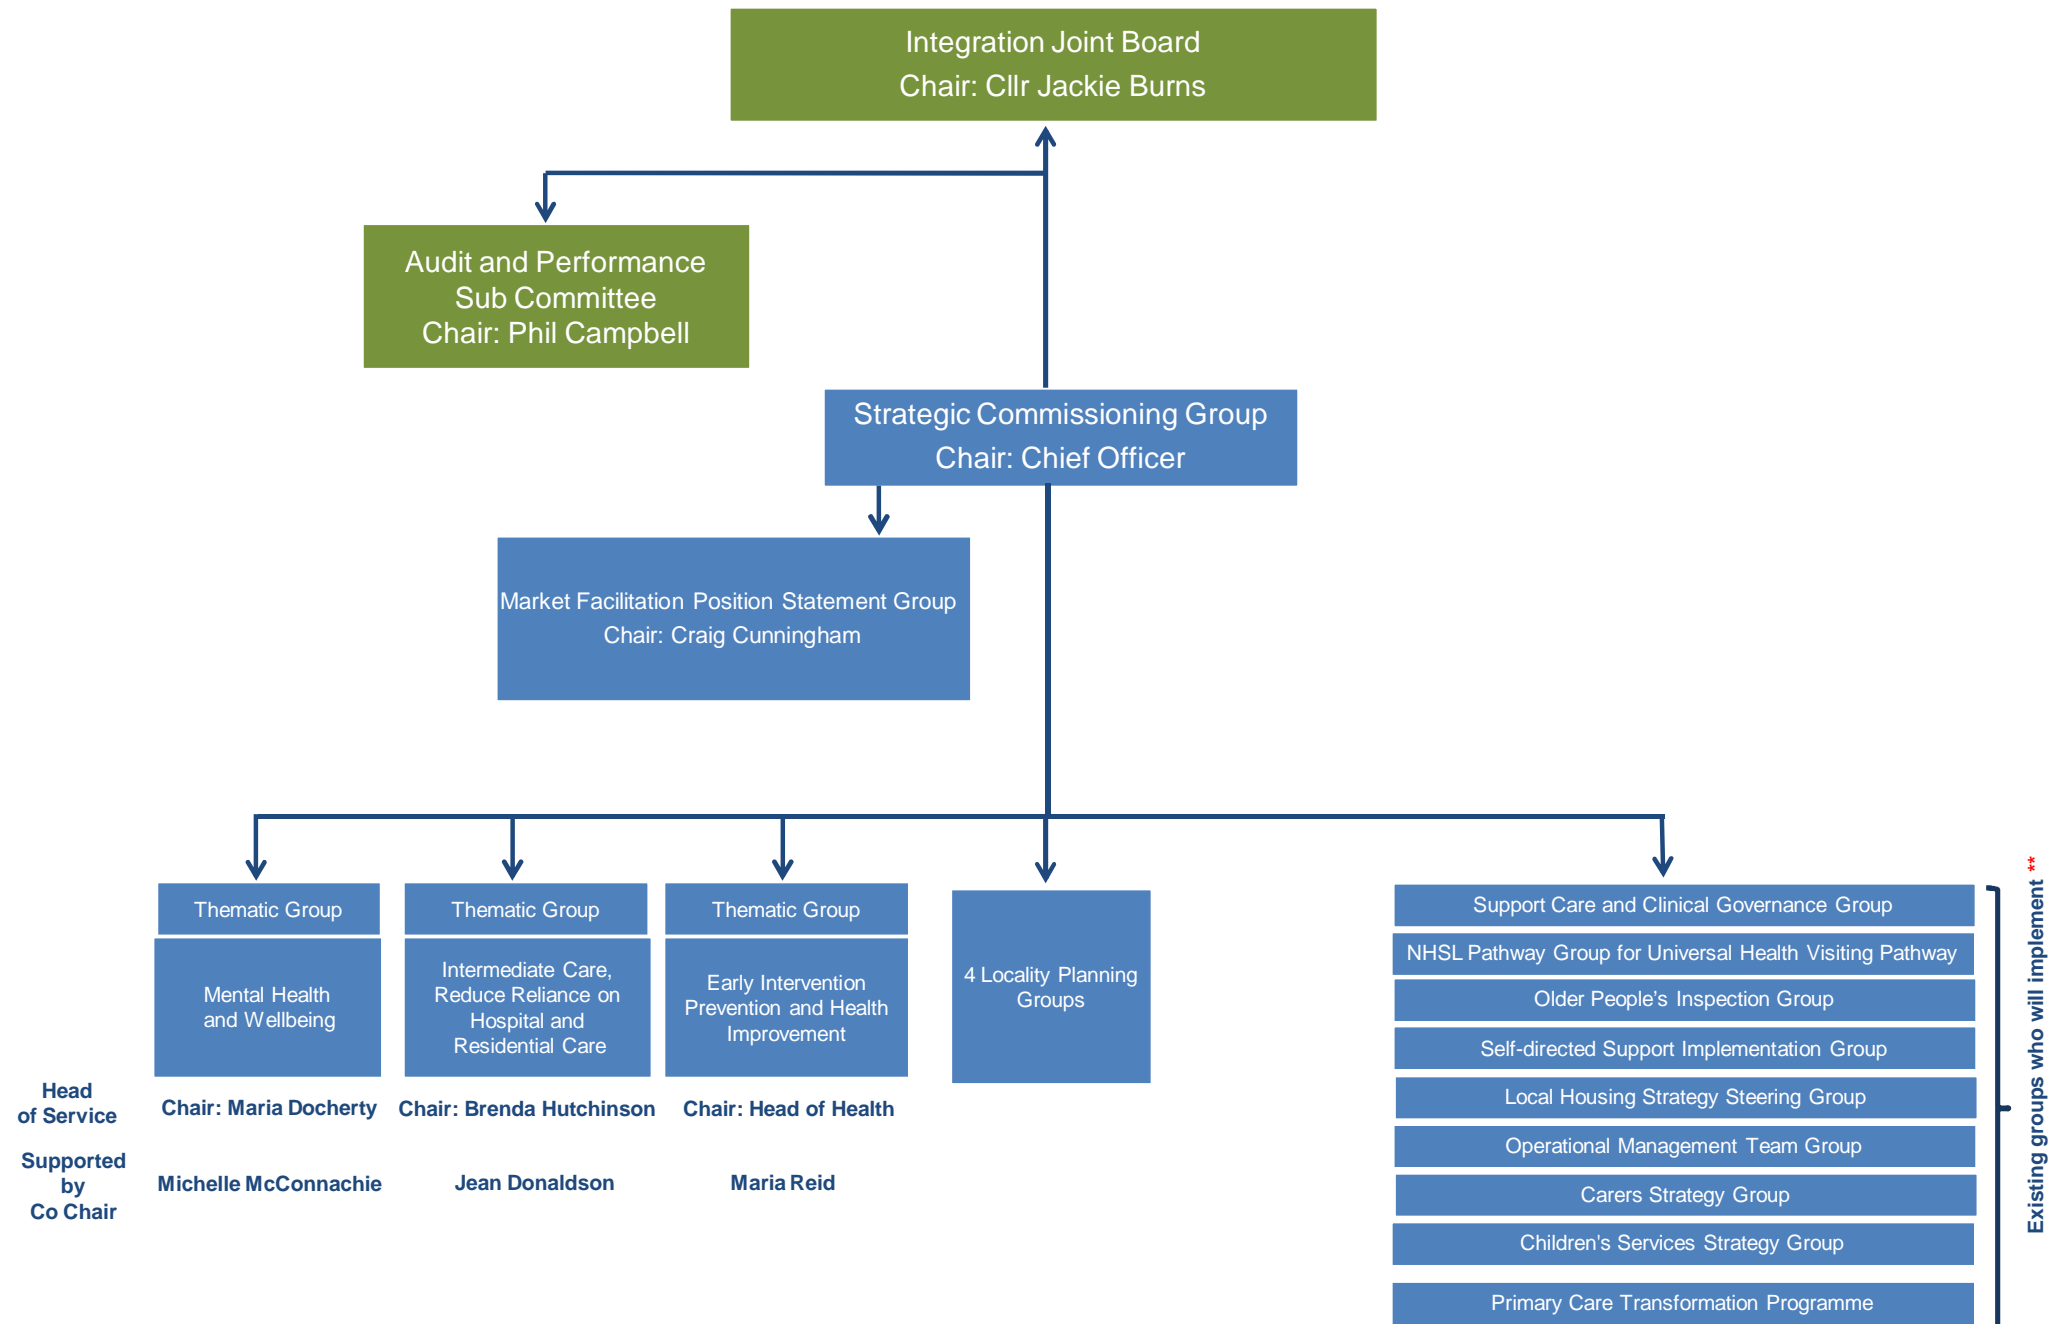 Integration Joint Board
Chair: Cllr Jackie Burns
Audit and Performance
Sub Committee
Chair: Phil Campbell
Strategic Commissioning Group
Chair: Chief Officer
Market Facilitation Position Statement Group
Chair: Craig Cunningham
Thematic Group
Mental Health
and Wellbeing
Thematic Group
Intermediate Care,
Reduce Reliance on
Hospital and
Residential Care
Thematic Group
Early Intervention
Prevention and Health
Improvement
4 Locality Planning
Groups
Support Care and Clinical Governance Group
NHSL Pathway Group for Universal Health Visiting Pathway
Older People’s Inspection Group
Self-directed Support Implementation Group
Local Housing Strategy Steering Group
Operational Management Team Group
Carers Strategy Group
Children's Services Strategy Group
Primary Care Transformation Programme
Existing groups who will implement **
Head
of Service
Chair: Maria Docherty
Chair: Brenda Hutchinson
Chair: Head of Health
Supported
by
Co Chair
Michelle McConnachie
Jean Donaldson
Maria Reid